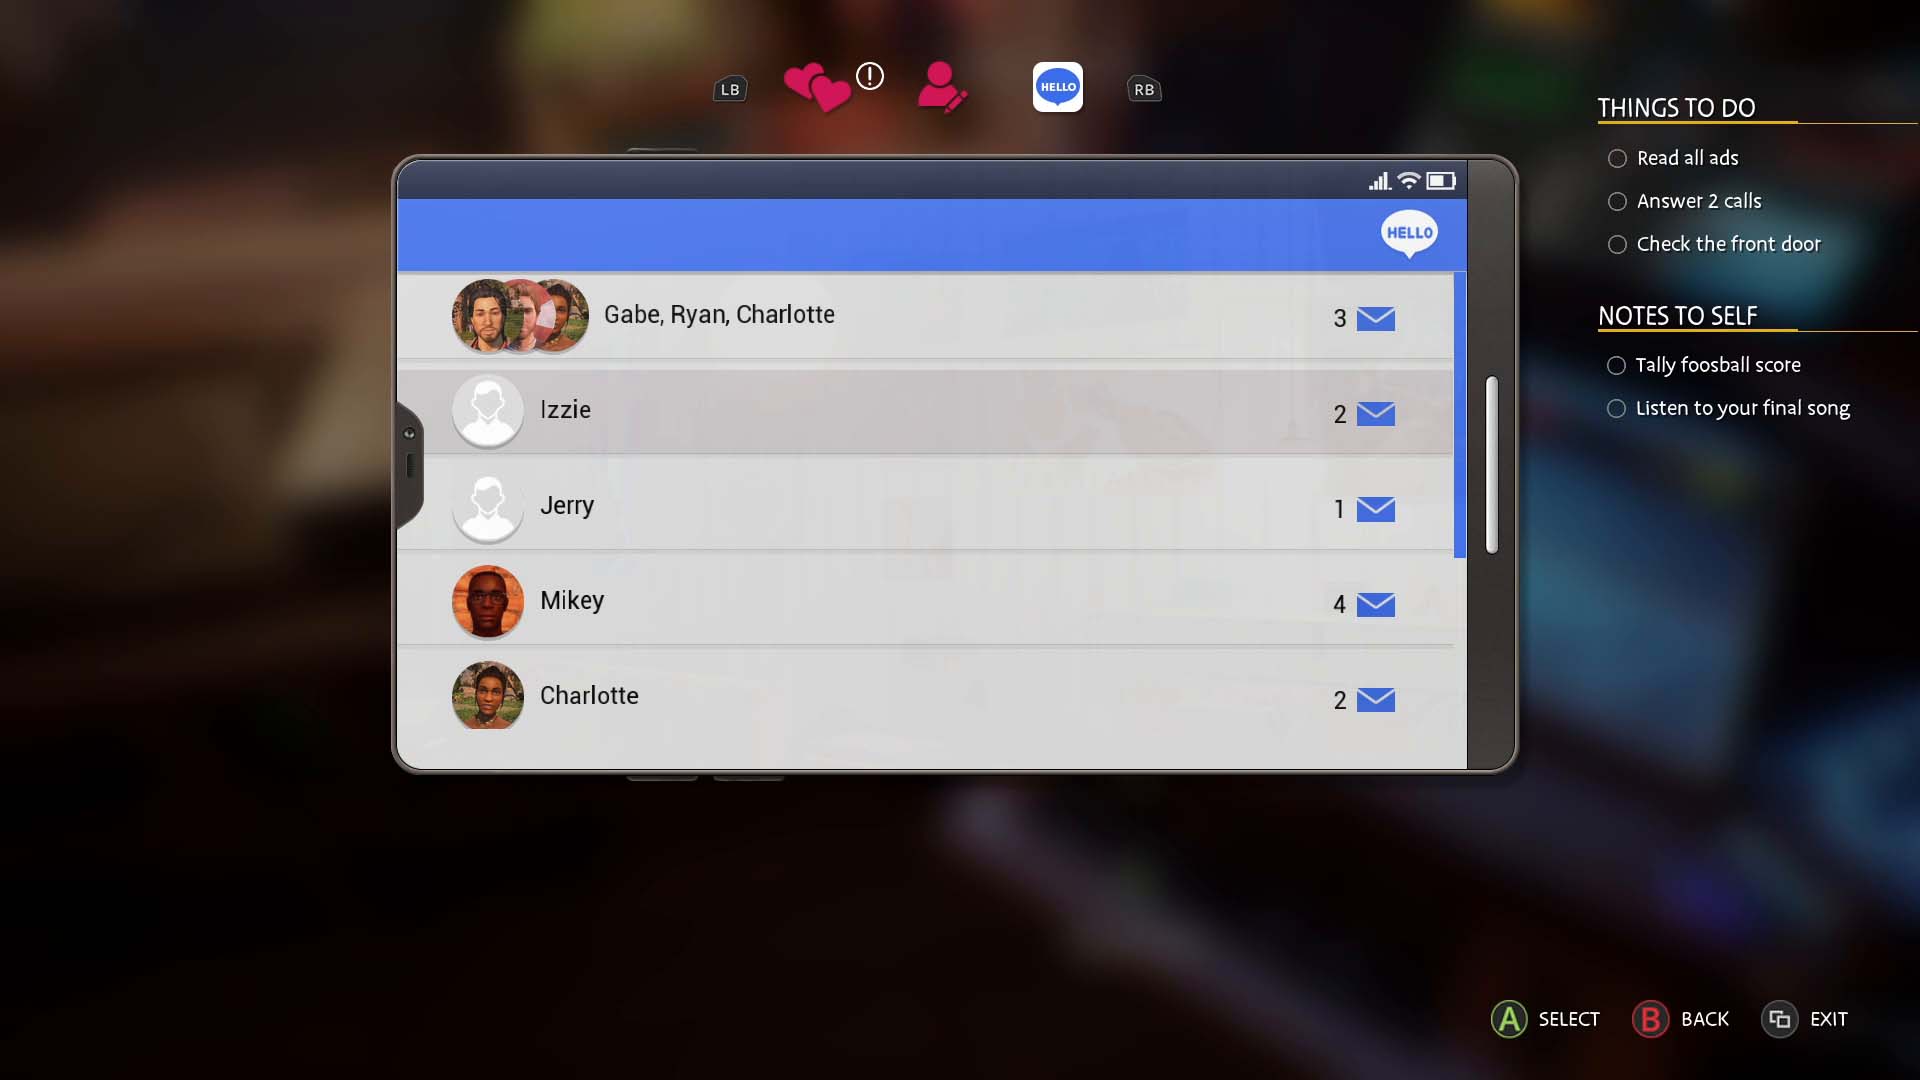 LB
!
HELLO
RB
HELLO
Gabe, Ryan, Charlotte
3
Izzie
2
Jerry
1
Mikey
4
Charlotte
2
THINGS TO DO
Read all ads
Answer 2 calls
Check the front door
NOTES TO SELF
Tally foosball score
Listen to your final song
A SELECT
B BACK
EXIT